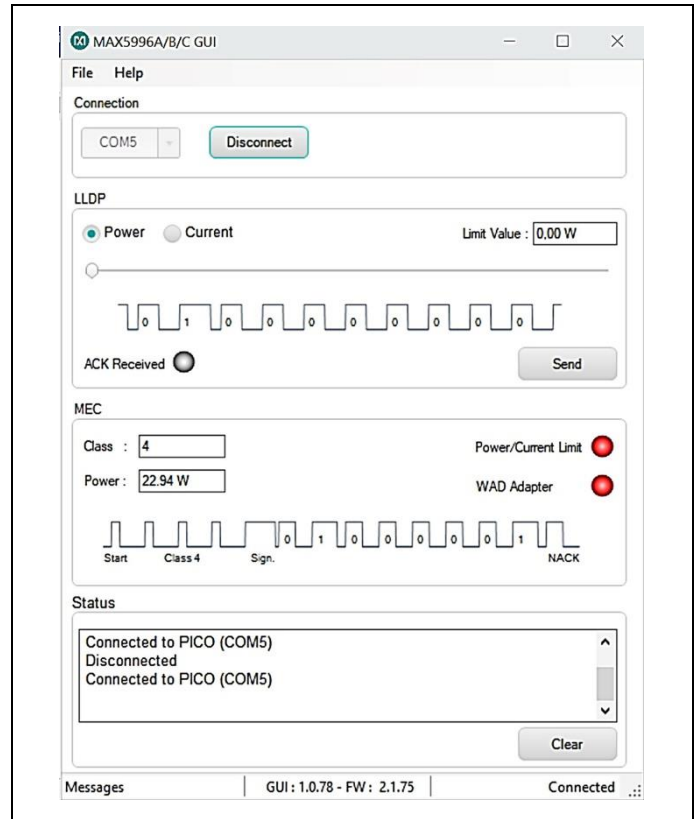 MAX5996A/B/C GUI
File Help
Connection
COM5 Disconnect
LLDP
Power Current Limit Value : 0,00 W
0 1 0 0 0 0 0 0 0 0
ACK Received Send
MEC
Class : 4 Power/Current Limit
Power : 22.94 W WAD Adapter
0 1 0 0 0 0 0 1
Start Class 4 Sign. NACK
Status
Connected to PICO (COM5)
Disconnected
Connected to PICO (COM5)
Clear
Messages GUI : 1.0.78 - FW : 2.1.75 Connected